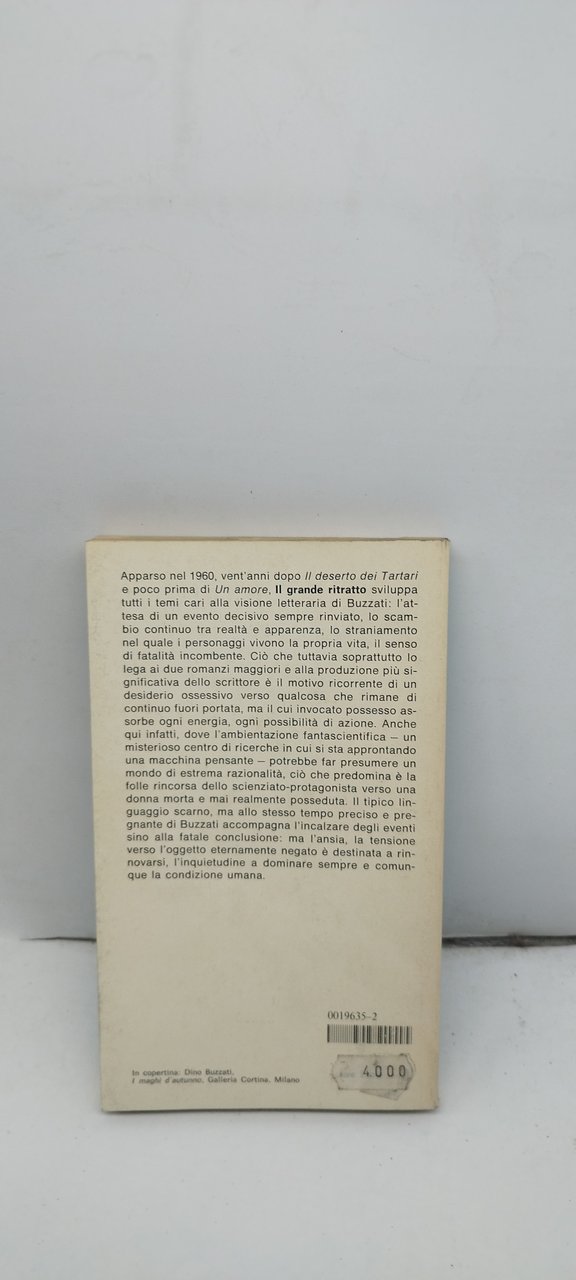 Apparso nel 1960, vent'anni dopo Il deserto dei Tartari
e poco prima di Un amore, Il grande ritratto sviluppa
tutti i temi cari alla visione letteraria di Buzzati: l'at-
tesa di un evento decisivo sempre rinviato, lo scam-
bio continuo tra realtà e apparenza, lo straniamento
nel quale i personaggi vivono la propria vita, il senso
di fatalità incombente. Ciò che tuttavia soprattutto lo
lega ai due romanzi maggiori e alla produzione più si-
gnificativa dello scrittore è il motivo ricorrente di un
desiderio ossessivo verso qualcosa che rimane di
continuo fuori portata, ma il cui invocato possesso as-
sorbe ogni energia, ogni possibilità di azione. Anche
qui infatti, dove l'ambientazione fantascientifica – un
misterioso centro di ricerche in cui si sta approntando
una macchina pensante – potrebbe far presumere un
mondo di estrema razionalità, ciò che predomina è la
folle rincorsa dello scienziato-protagonista verso una
donna morta e mai realmente posseduta. Il tipico lin-
guaggio scarno, ma allo stesso tempo preciso e pre-
gnante di Buzzati accompagna l'incalzare degli eventi
sino alla fatale conclusione: ma l'ansia, la tensione
verso l'oggetto eternamente negato è destinata a rin-
novarsi, l'inquietudine a dominare sempre e comun-
que la condizione umana.
0019635-2
4.000
In copertina: Dino Buzzati,
I maghi d'autunno, Galleria Cortina, Milano